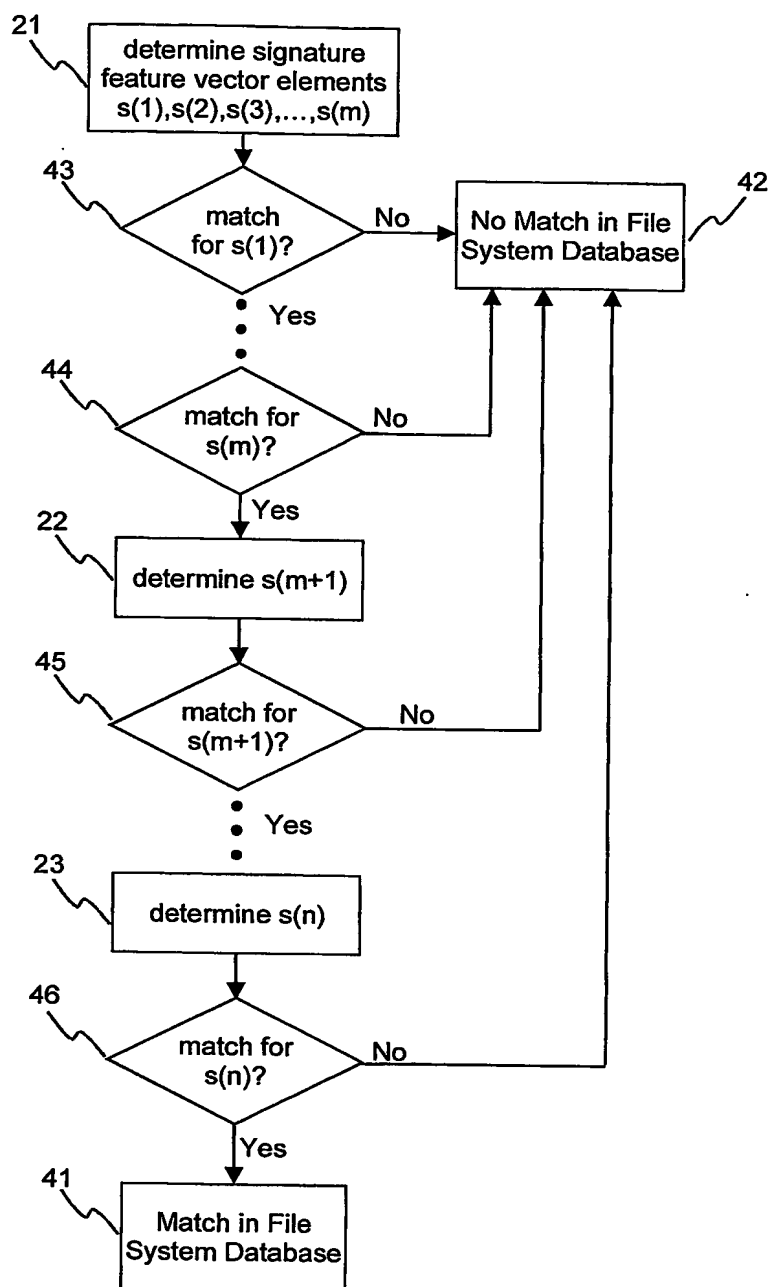 21
determine signature
feature vector elements
s(1),s(2),s(3),...,s(m)
43
match
for s(1)?
No
No Match in File
System Database
42
Yes
44
match for
s(m)?
No
Yes
22
determine s(m+1)
45
match for
s(m+1)?
No
Yes
23
determine s(n)
46
match for
s(n)?
No
Yes
41
Match in File
System Database